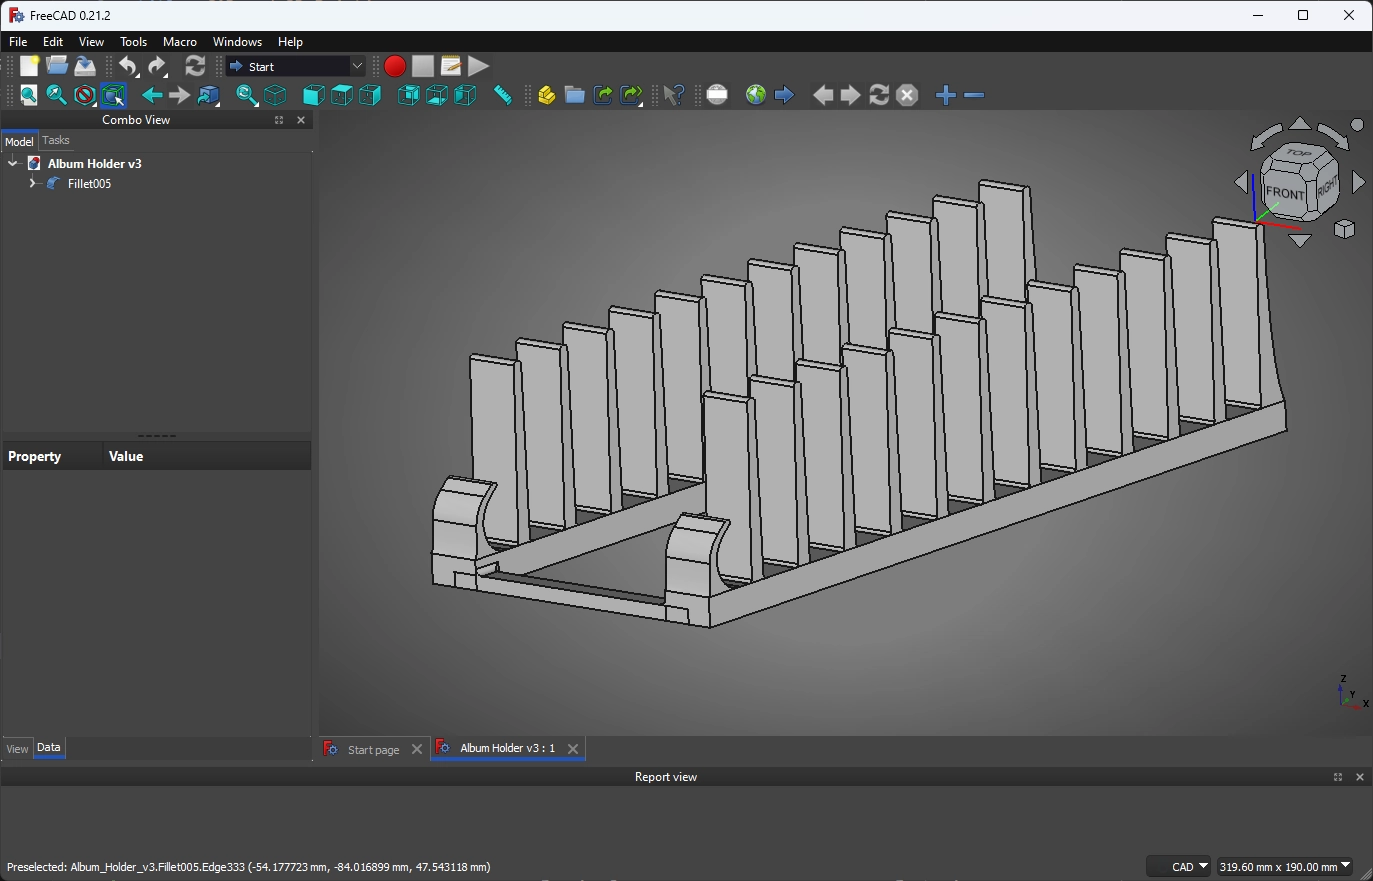 FreeCAD 0.21.2
File Edit View Tools Macro Windows Help
Start
Combo View
Model Tasks
Album Holder v3
Fillet005
Property Value
View Data
TOP
FRONT
RIGHT
Z
Y
X
Start page
Album Holder v3 : 1
Report view
Preselected: Album_Holder_v3.Fillet005.Edge333 (-54.177723 mm, -84.016899 mm, 47.543118 mm)
CAD
319.60 mm x 190.00 mm